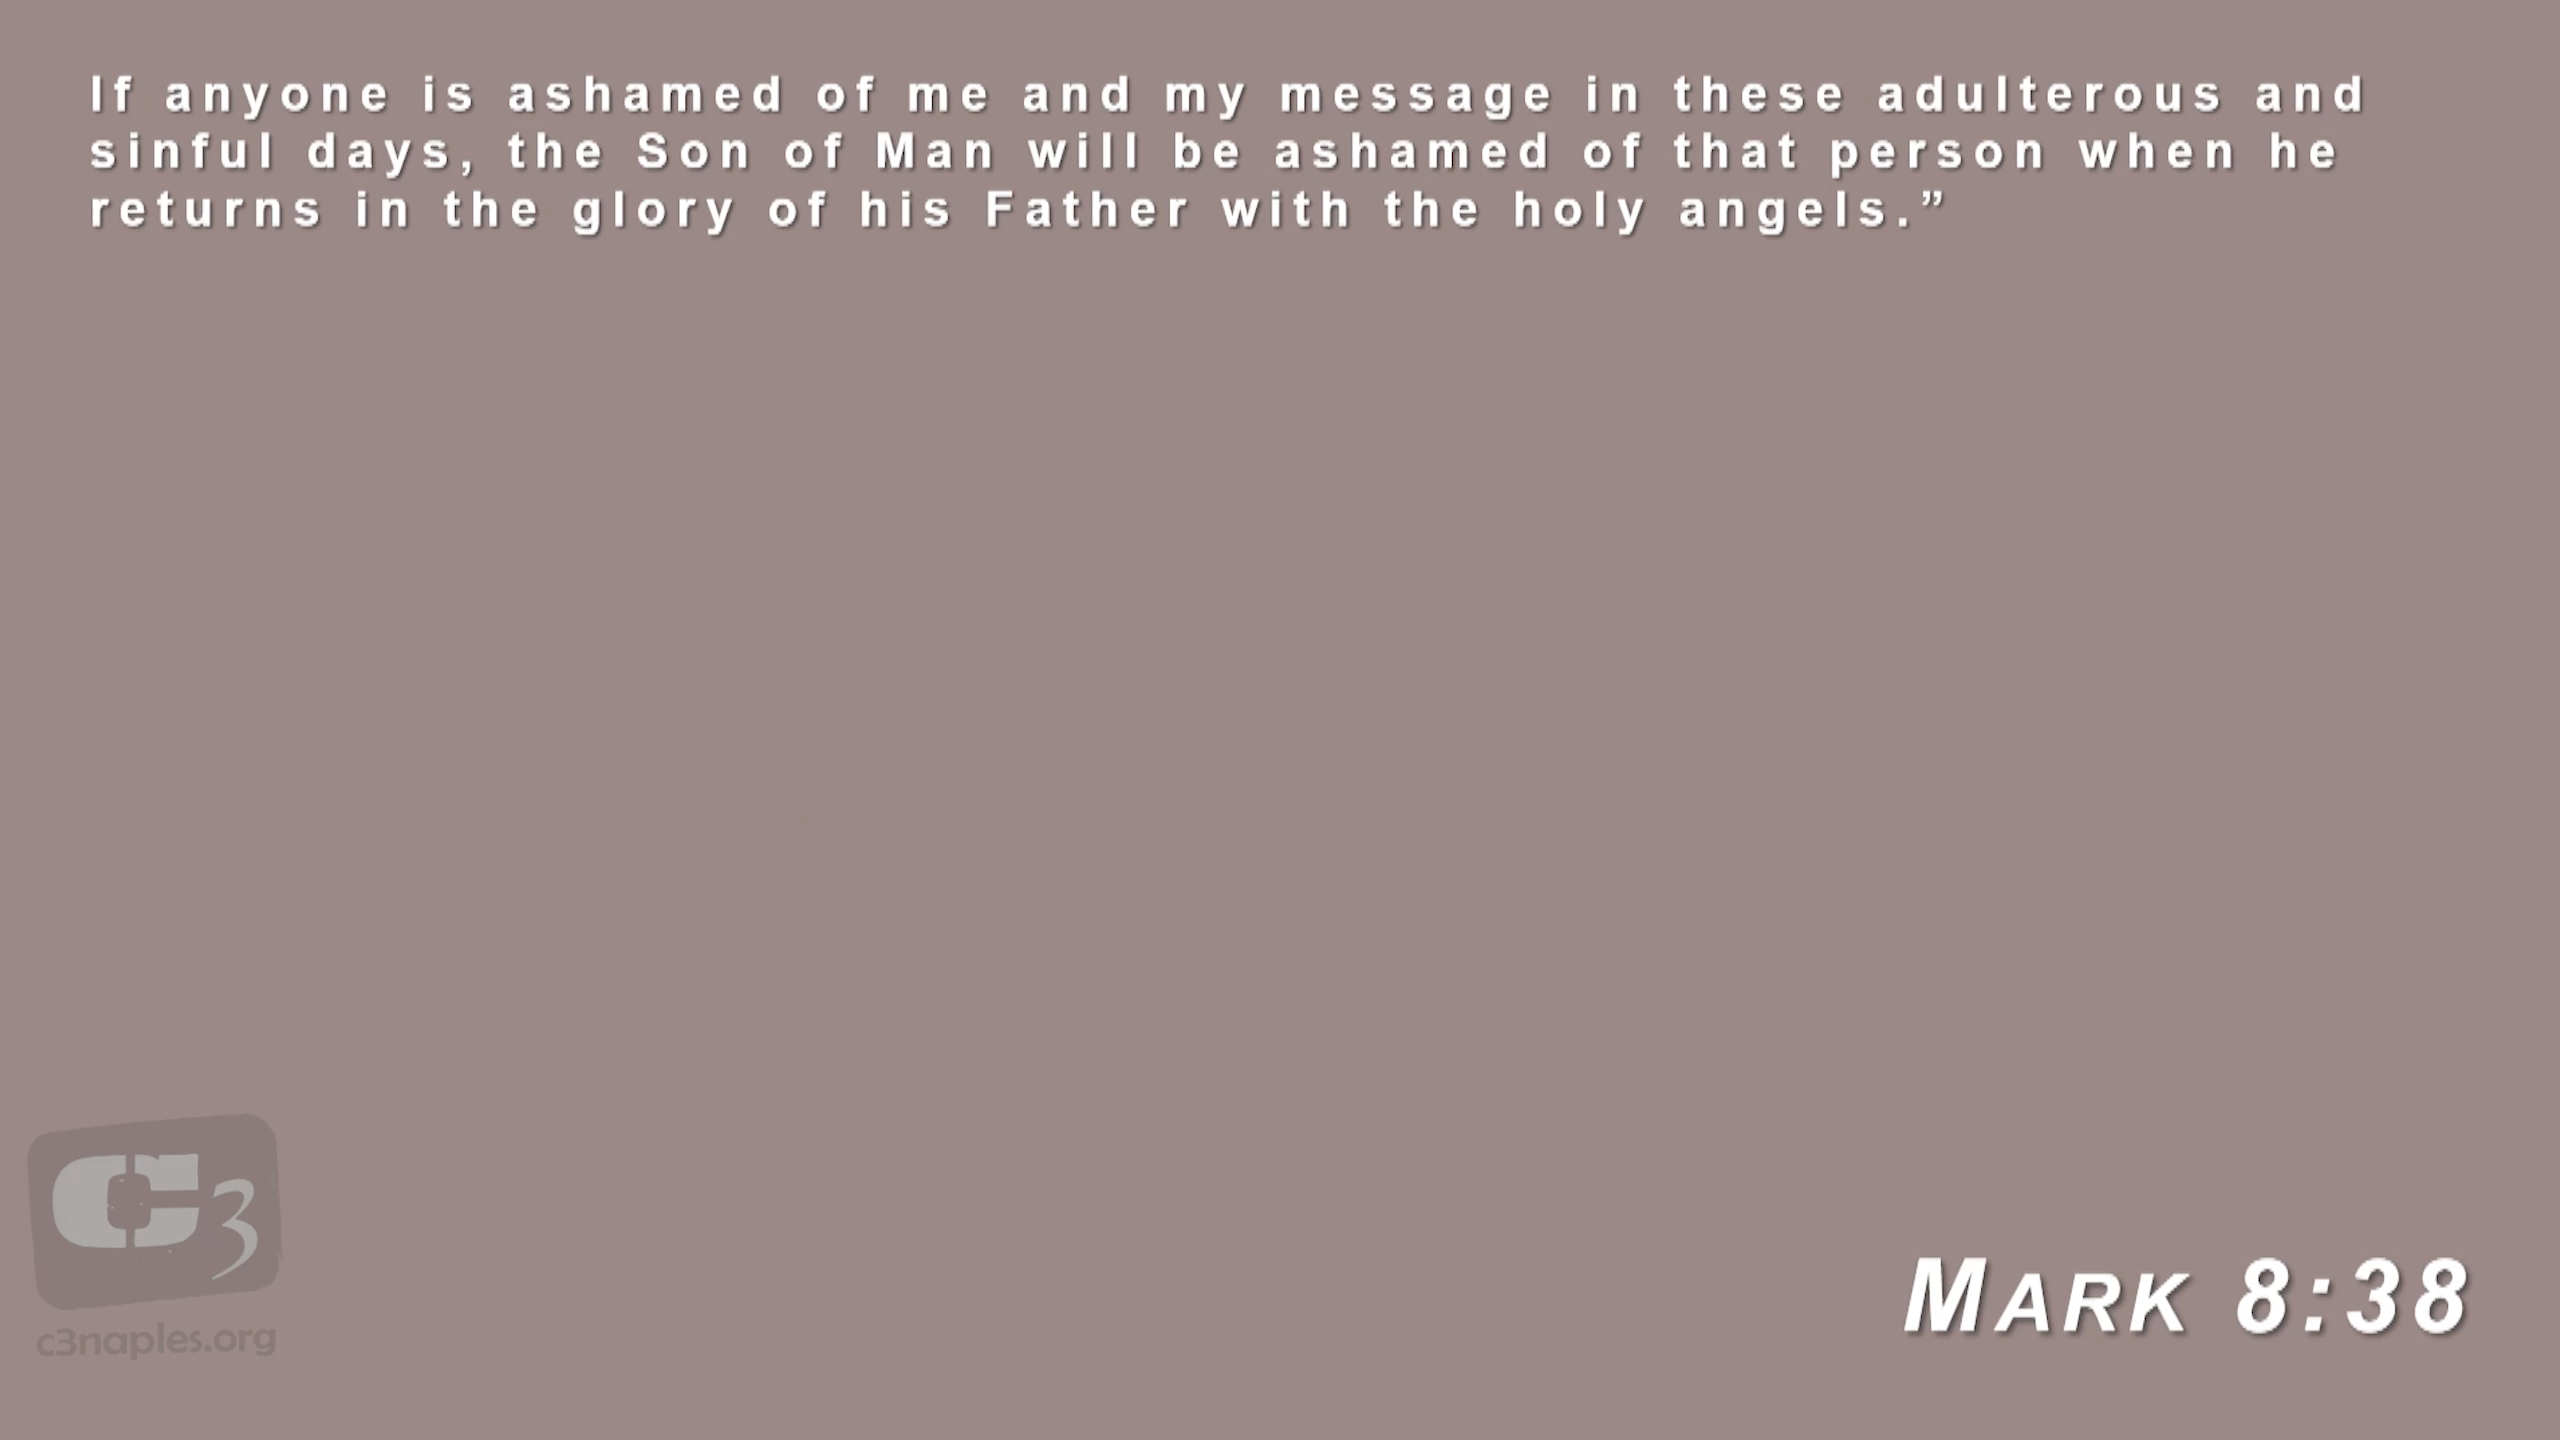 If anyone is ashamed of me and my message in these adulterous and
sinful days, the Son of Man will be ashamed of that person when he
returns in the glory of his Father with the holy angels.”
C3
c3naples.org
MARK 8:38